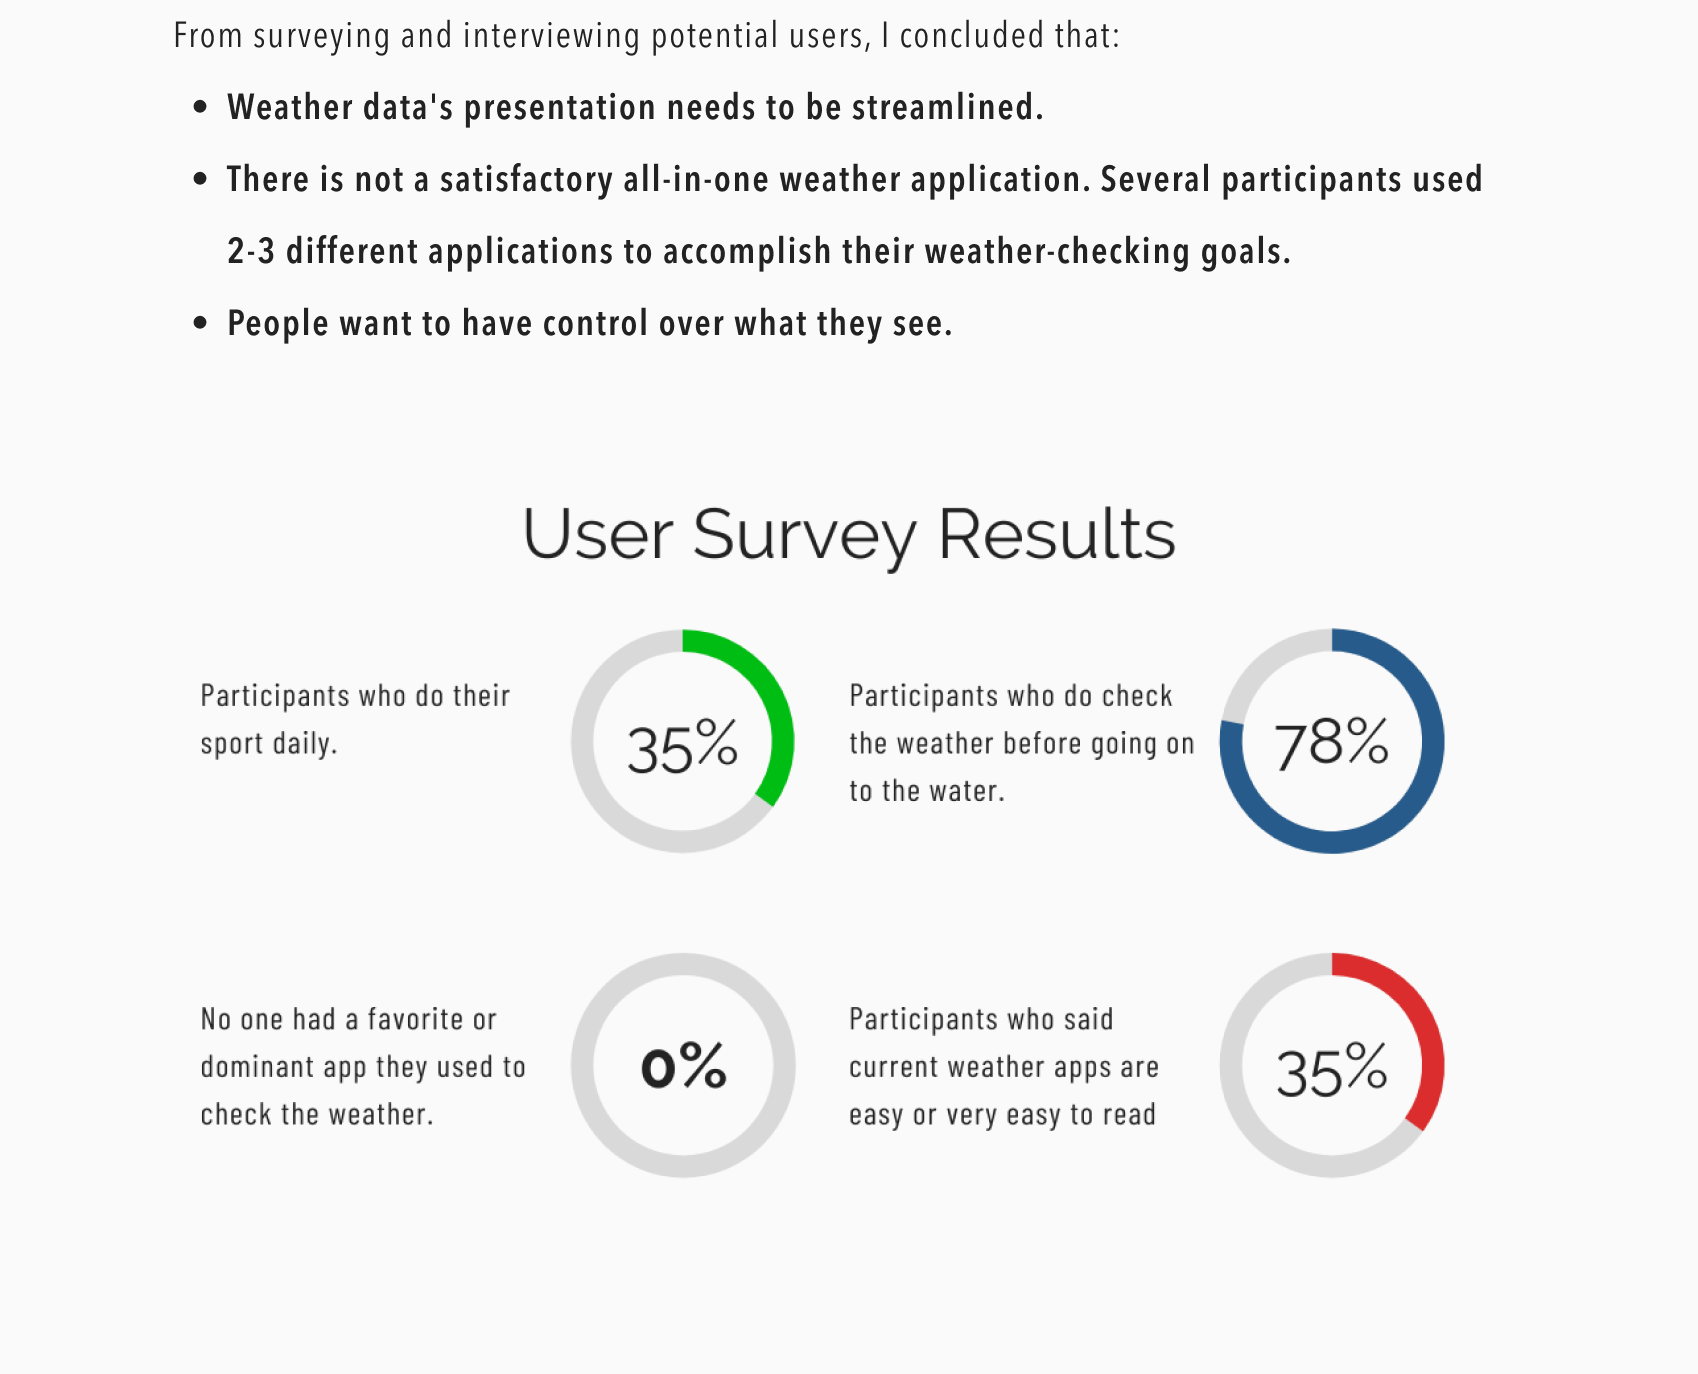 From surveying and interviewing potential users, I concluded that:
• Weather data's presentation needs to be streamlined.
• There is not a satisfactory all-in-one weather application. Several participants used
2-3 different applications to accomplish their weather-checking goals.
• People want to have control over what they see.
User Survey Results
Participants who do their
sport daily.
35%
Participants who do check
the weather before going on
to the water.
78%
No one had a favorite or
dominant app they used to
check the weather.
0%
Participants who said
current weather apps are
easy or very easy to read
35%